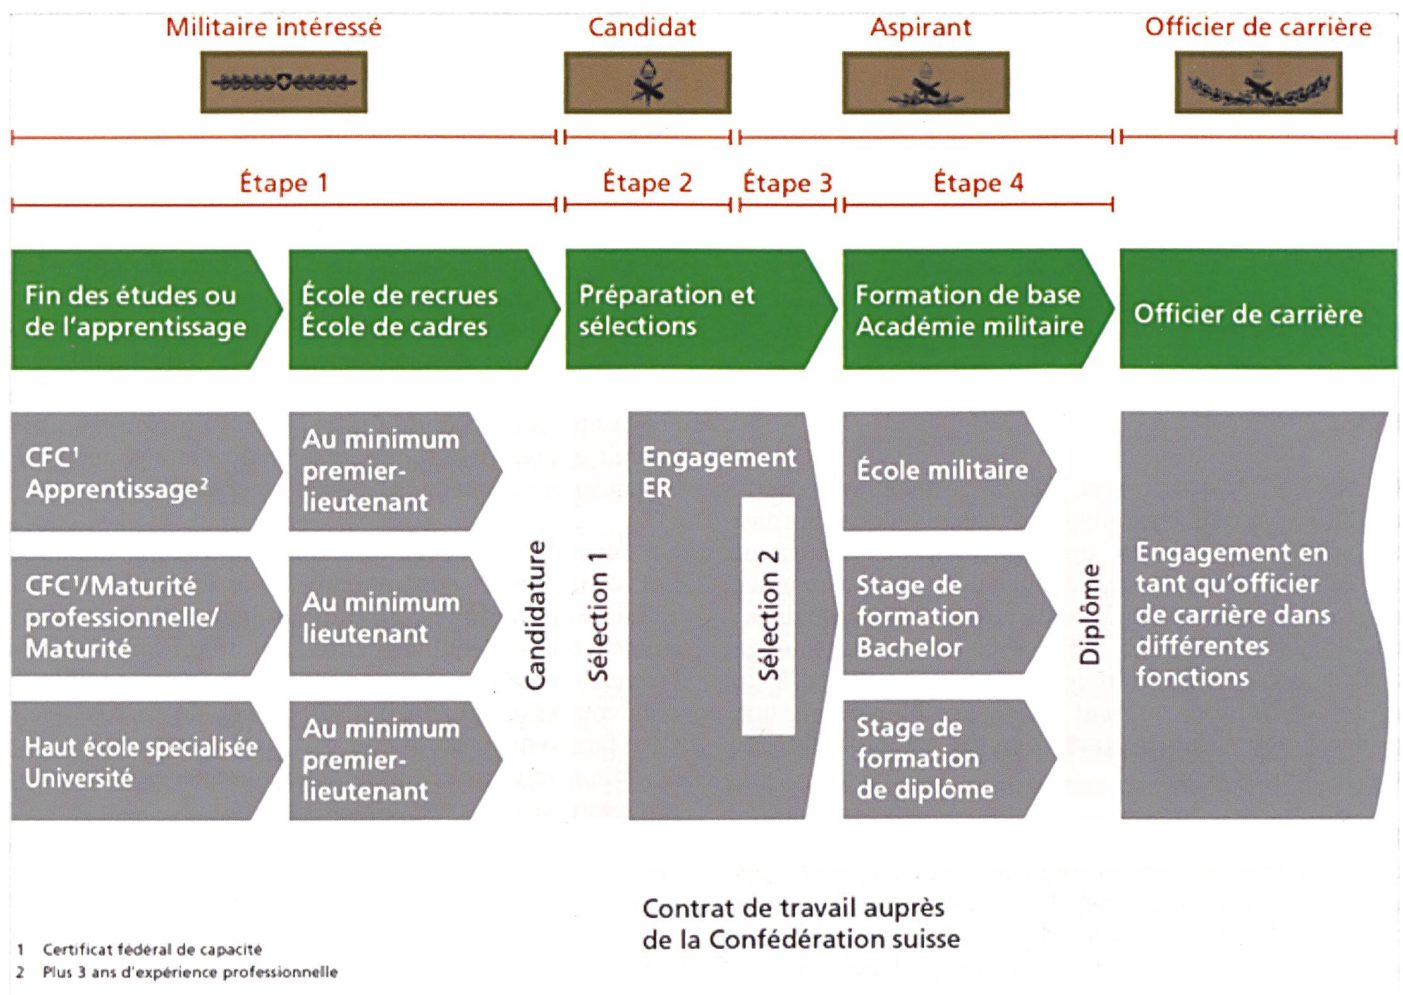 Militaire intéressé
Candidat
Aspirant
Officier de carrière
Étape 1
Étape 2
Étape 3
Étape 4
Fin des études ou
de l'apprentissage
École de recrues
École de cadres
Préparation et
sélections
Formation de base
Académie militaire
Officier de carrière
CFC¹
Apprentissage²
Au minimum
premier-
lieutenant
CFC¹/Maturité
professionnelle/
Maturité
Au minimum
lieutenant
Haut école specialisée
Université
Au minimum
premier-
lieutenant
Candidature
Sélection 1
Engagement
ER
Sélection 2
École militaire
Stage de
formation
Bachelor
Stage de
formation
de diplôme
Diplôme
Engagement en
tant qu'officier
de carrière dans
différentes
fonctions
Contrat de travail auprès
de la Confédération suisse
1 Certificat fédéral de capacité
2 Plus 3 ans d'expérience professionnelle